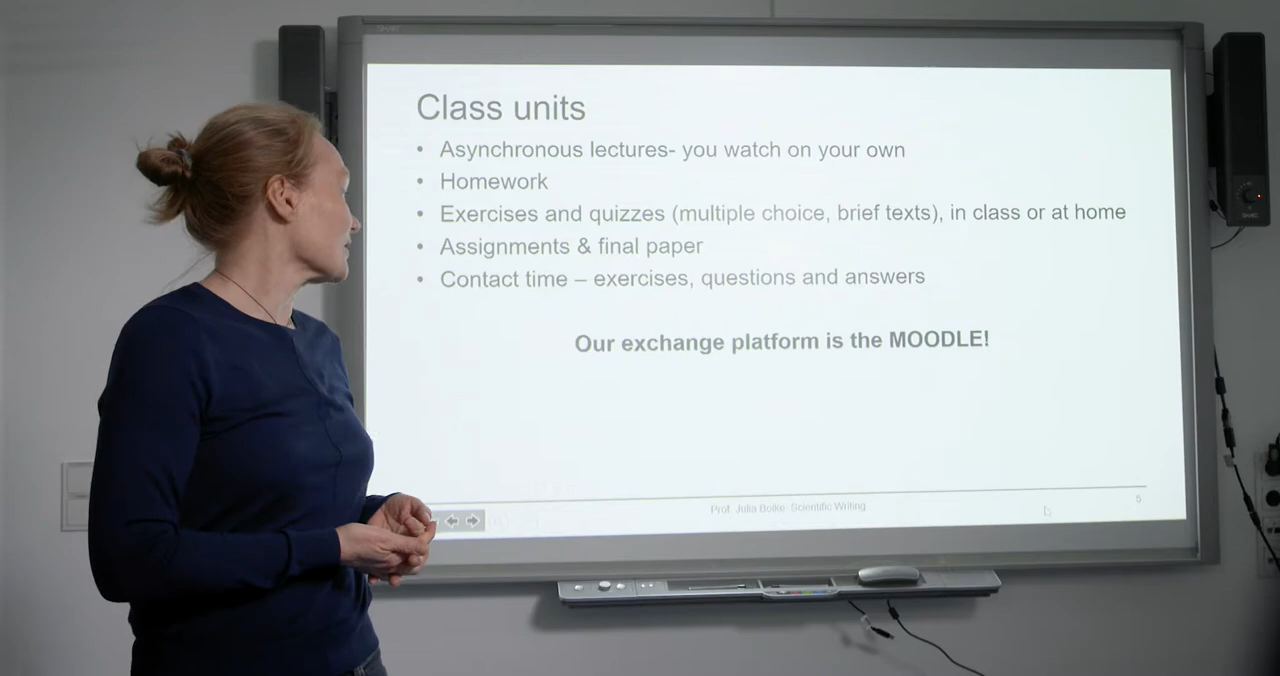 Class units
• Asynchronous lectures- you watch on your own
• Homework
• Exercises and quizzes (multiple choice, brief texts), in class or at home
• Assignments & final paper
• Contact time – exercises, questions and answers
Our exchange platform is the MOODLE!
Prof. Julia Boike- Scientific Writing
5